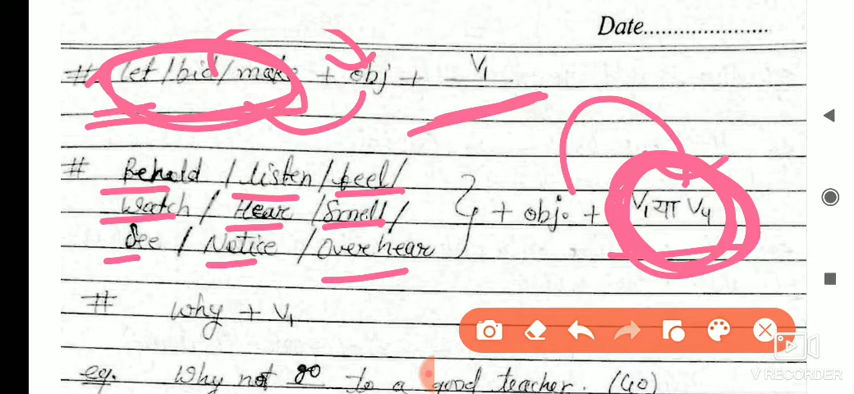 Date.......................
# let/bid/make + obj + V₁
# Behold / listen / feel /
watch / Hear / Smell / } + obj. + V₁ या V₄
See / Notice / Overhear
# why + V₁
eg. Why not go to a good teacher. (Go)
V RECORDER